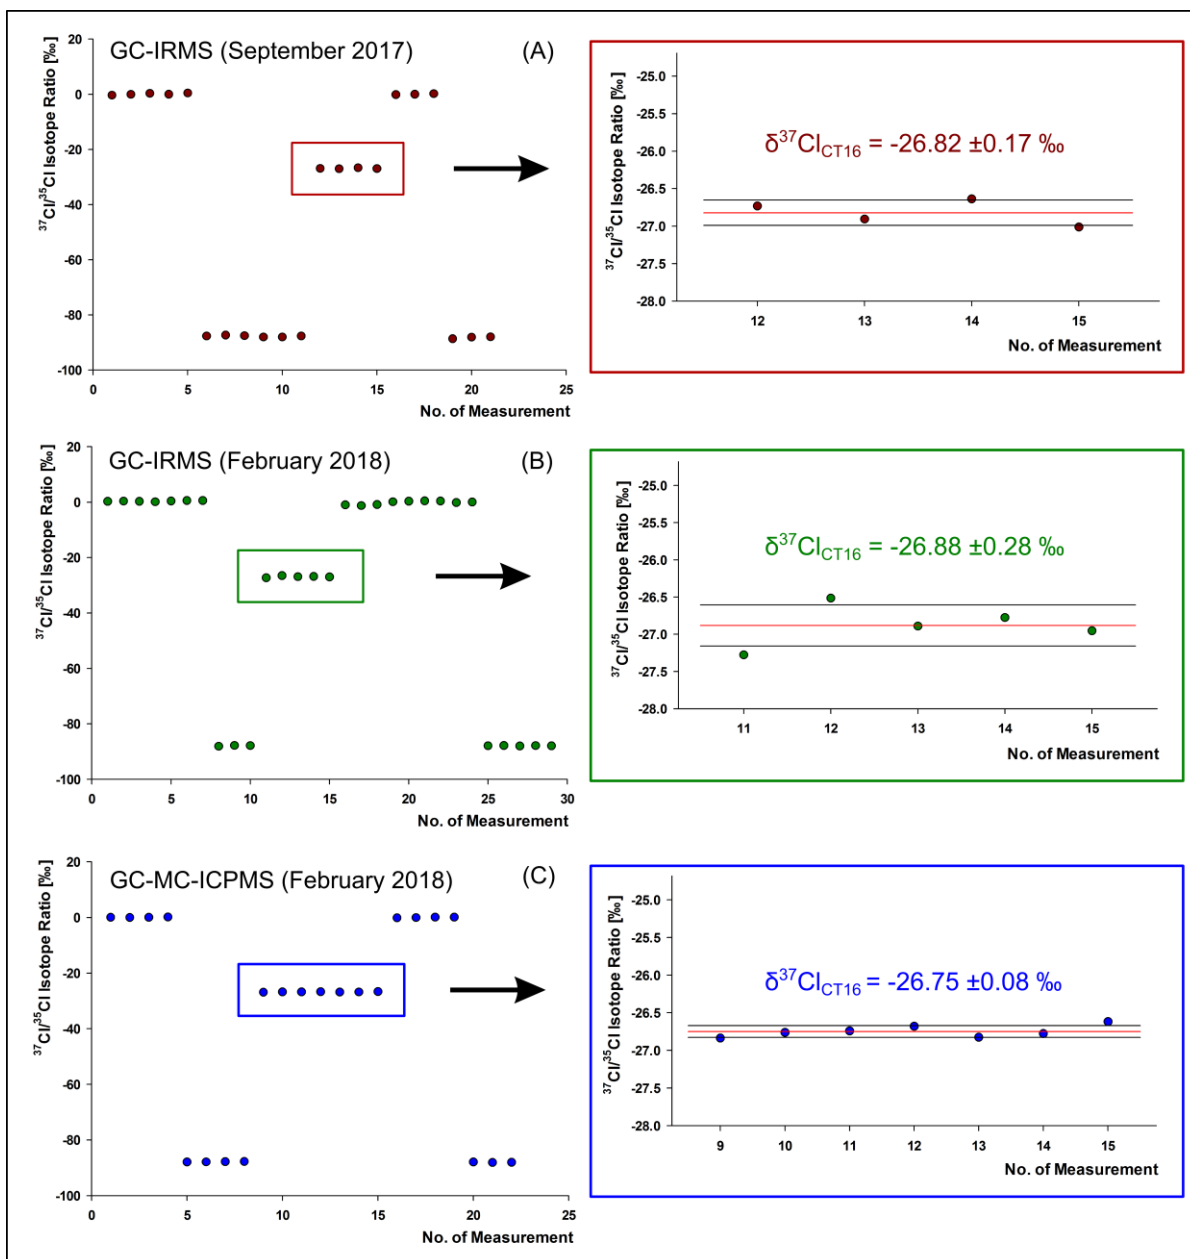 GC-IRMS (September 2017)
(A)
³⁷Cl/³⁵Cl Isotope Ratio [‰]
20
0
-20
-40
-60
-80
-100
0 5 10 15 20 25
No. of Measurement
³⁷Cl/³⁵Cl Isotope Ratio [‰]
-25.0
-25.5
-26.0
-26.5
-27.0
-27.5
-28.0
δ³⁷Cl_CT16 = -26.82 ±0.17 ‰
12 13 14 15
No. of Measurement
GC-IRMS (February 2018)
(B)
³⁷Cl/³⁵Cl Isotope Ratio [‰]
20
0
-20
-40
-60
-80
-100
0 5 10 15 20 25 30
No. of Measurement
³⁷Cl/³⁵Cl Isotope Ratio [‰]
-25.0
-25.5
-26.0
-26.5
-27.0
-27.5
-28.0
δ³⁷Cl_CT16 = -26.88 ±0.28 ‰
11 12 13 14 15
No. of Measurement
GC-MC-ICPMS (February 2018)
(C)
³⁷Cl/³⁵Cl Isotope Ratio [‰]
20
0
-20
-40
-60
-80
-100
0 5 10 15 20 25
No. of Measurement
³⁷Cl/³⁵Cl Isotope Ratio [‰]
-25.0
-25.5
-26.0
-26.5
-27.0
-27.5
-28.0
δ³⁷Cl_CT16 = -26.75 ±0.08 ‰
9 10 11 12 13 14 15
No. of Measurement